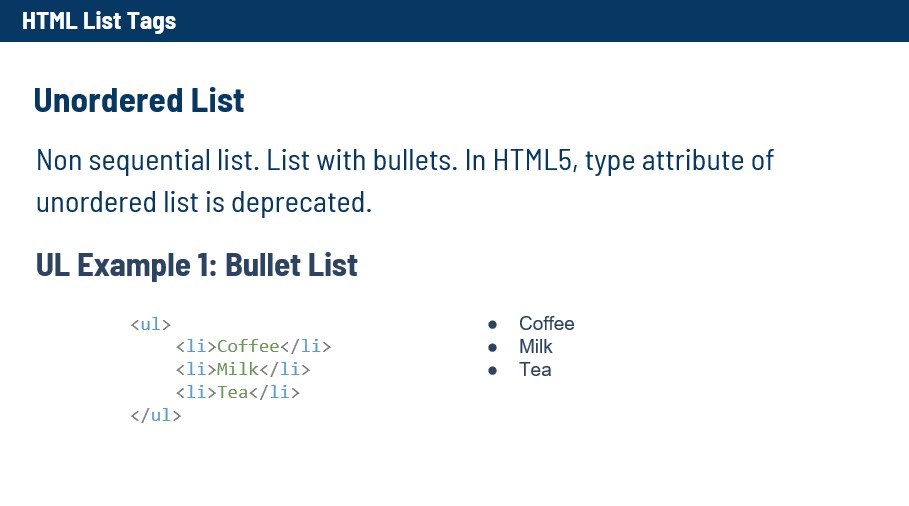 HTML List Tags
Unordered List
Non sequential list. List with bullets. In HTML5, type attribute of
unordered list is deprecated.
UL Example 1: Bullet List
<ul>
<li>Coffee</li>
<li>Milk</li>
<li>Tea</li>
</ul>
● Coffee
● Milk
● Tea